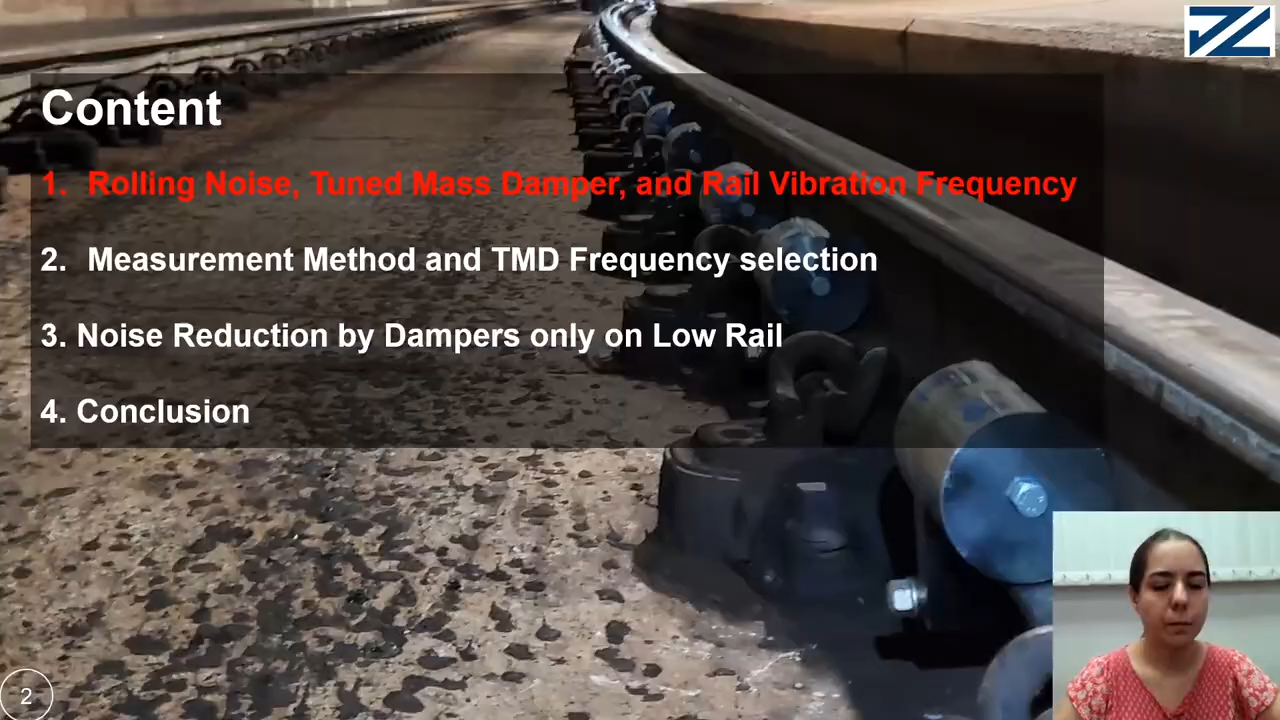 Content
1. Rolling Noise, Tuned Mass Damper, and Rail Vibration Frequency
2. Measurement Method and TMD Frequency selection
3. Noise Reduction by Dampers only on Low Rail
4. Conclusion
2